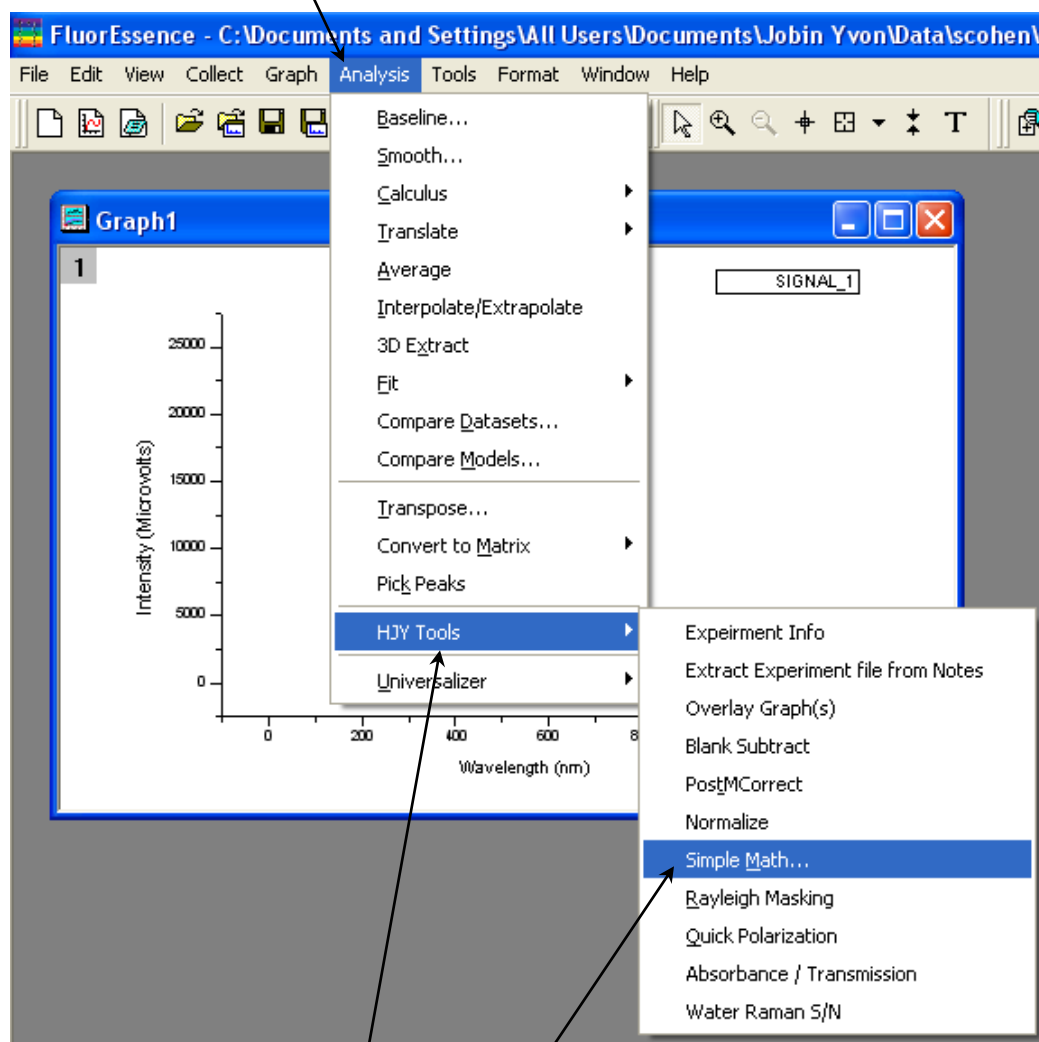 FluorEssence - C:\Documents and Settings\All Users\Documents\Jobin Yvon\Data\scohen\
File Edit View Collect Graph Analysis Tools Format Window Help
T
Baseline...
Smooth...
Calculus
Translate
Average
Interpolate/Extrapolate
3D Extract
Fit
Compare Datasets...
Compare Models...
Transpose...
Convert to Matrix
Pick Peaks
HJY Tools
Universalizer
Graph1
1
SIGNAL_1
25000
20000
15000
10000
5000
0
Intensity (Microvolts)
0 200 400 600 8
Wavelength (nm)
Expeirment Info
Extract Experiment file from Notes
Overlay Graph(s)
Blank Subtract
PostMCorrect
Normalize
Simple Math...
Rayleigh Masking
Quick Polarization
Absorbance / Transmission
Water Raman S/N